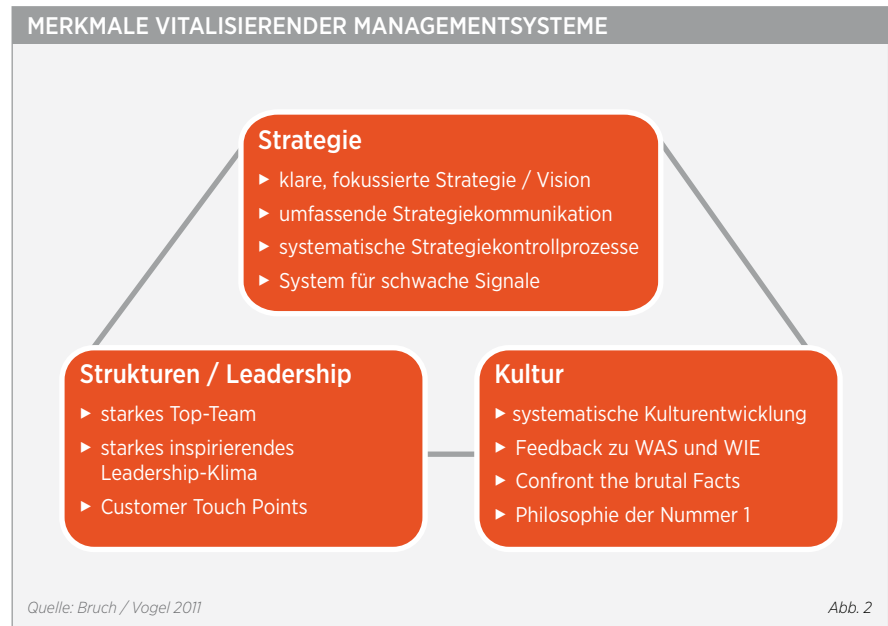 MERKMALE VITALISIERENDER MANAGEMENTSYSTEME
Strategie
▸ klare, fokussierte Strategie / Vision
▸ umfassende Strategiekommunikation
▸ systematische Strategiekontrollprozesse
▸ System für schwache Signale
Strukturen / Leadership
▸ starkes Top-Team
▸ starkes inspirierendes
Leadership-Klima
▸ Customer Touch Points
Kultur
▸ systematische Kulturentwicklung
▸ Feedback zu WAS und WIE
▸ Confront the brutal Facts
▸ Philosophie der Nummer 1
Quelle: Bruch / Vogel 2011
Abb. 2